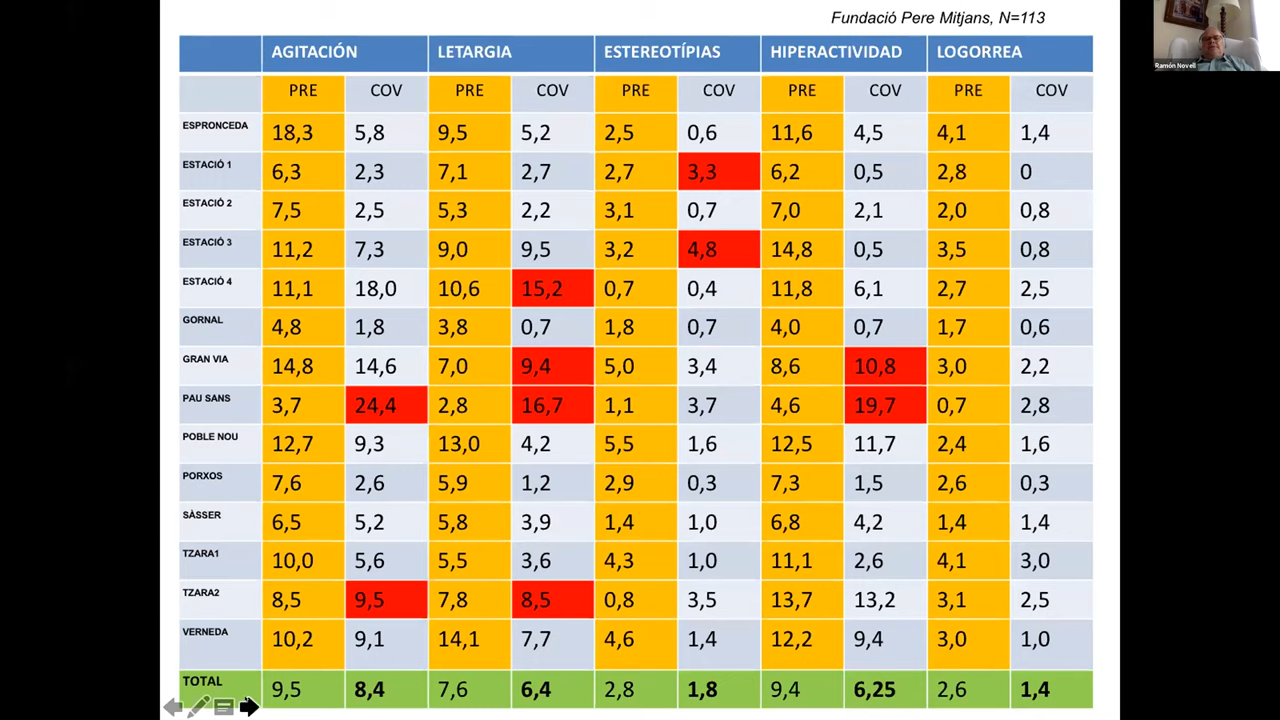 Fundació Pere Mitjans, N=113
Ramón Novell
AGITACIÓN LETARGIA ESTEREOTÍPIAS HIPERACTIVIDAD LOGORREA
PRE COV PRE COV PRE COV PRE COV PRE COV
ESPRONCEDA 18,3 5,8 9,5 5,2 2,5 0,6 11,6 4,5 4,1 1,4
ESTACIÓ 1 6,3 2,3 7,1 2,7 2,7 3,3 6,2 0,5 2,8 0
ESTACIÓ 2 7,5 2,5 5,3 2,2 3,1 0,7 7,0 2,1 2,0 0,8
ESTACIÓ 3 11,2 7,3 9,0 9,5 3,2 4,8 14,8 0,5 3,5 0,8
ESTACIÓ 4 11,1 18,0 10,6 15,2 0,7 0,4 11,8 6,1 2,7 2,5
GORNAL 4,8 1,8 3,8 0,7 1,8 0,7 4,0 0,7 1,7 0,6
GRAN VIA 14,8 14,6 7,0 9,4 5,0 3,4 8,6 10,8 3,0 2,2
PAU SANS 3,7 24,4 2,8 16,7 1,1 3,7 4,6 19,7 0,7 2,8
POBLE NOU 12,7 9,3 13,0 4,2 5,5 1,6 12,5 11,7 2,4 1,6
PORXOS 7,6 2,6 5,9 1,2 2,9 0,3 7,3 1,5 2,6 0,3
SÀSSER 6,5 5,2 5,8 3,9 1,4 1,0 6,8 4,2 1,4 1,4
TZARA1 10,0 5,6 5,5 3,6 4,3 1,0 11,1 2,6 4,1 3,0
TZARA2 8,5 9,5 7,8 8,5 0,8 3,5 13,7 13,2 3,1 2,5
VERNEDA 10,2 9,1 14,1 7,7 4,6 1,4 12,2 9,4 3,0 1,0
TOTAL 9,5 8,4 7,6 6,4 2,8 1,8 9,4 6,25 2,6 1,4